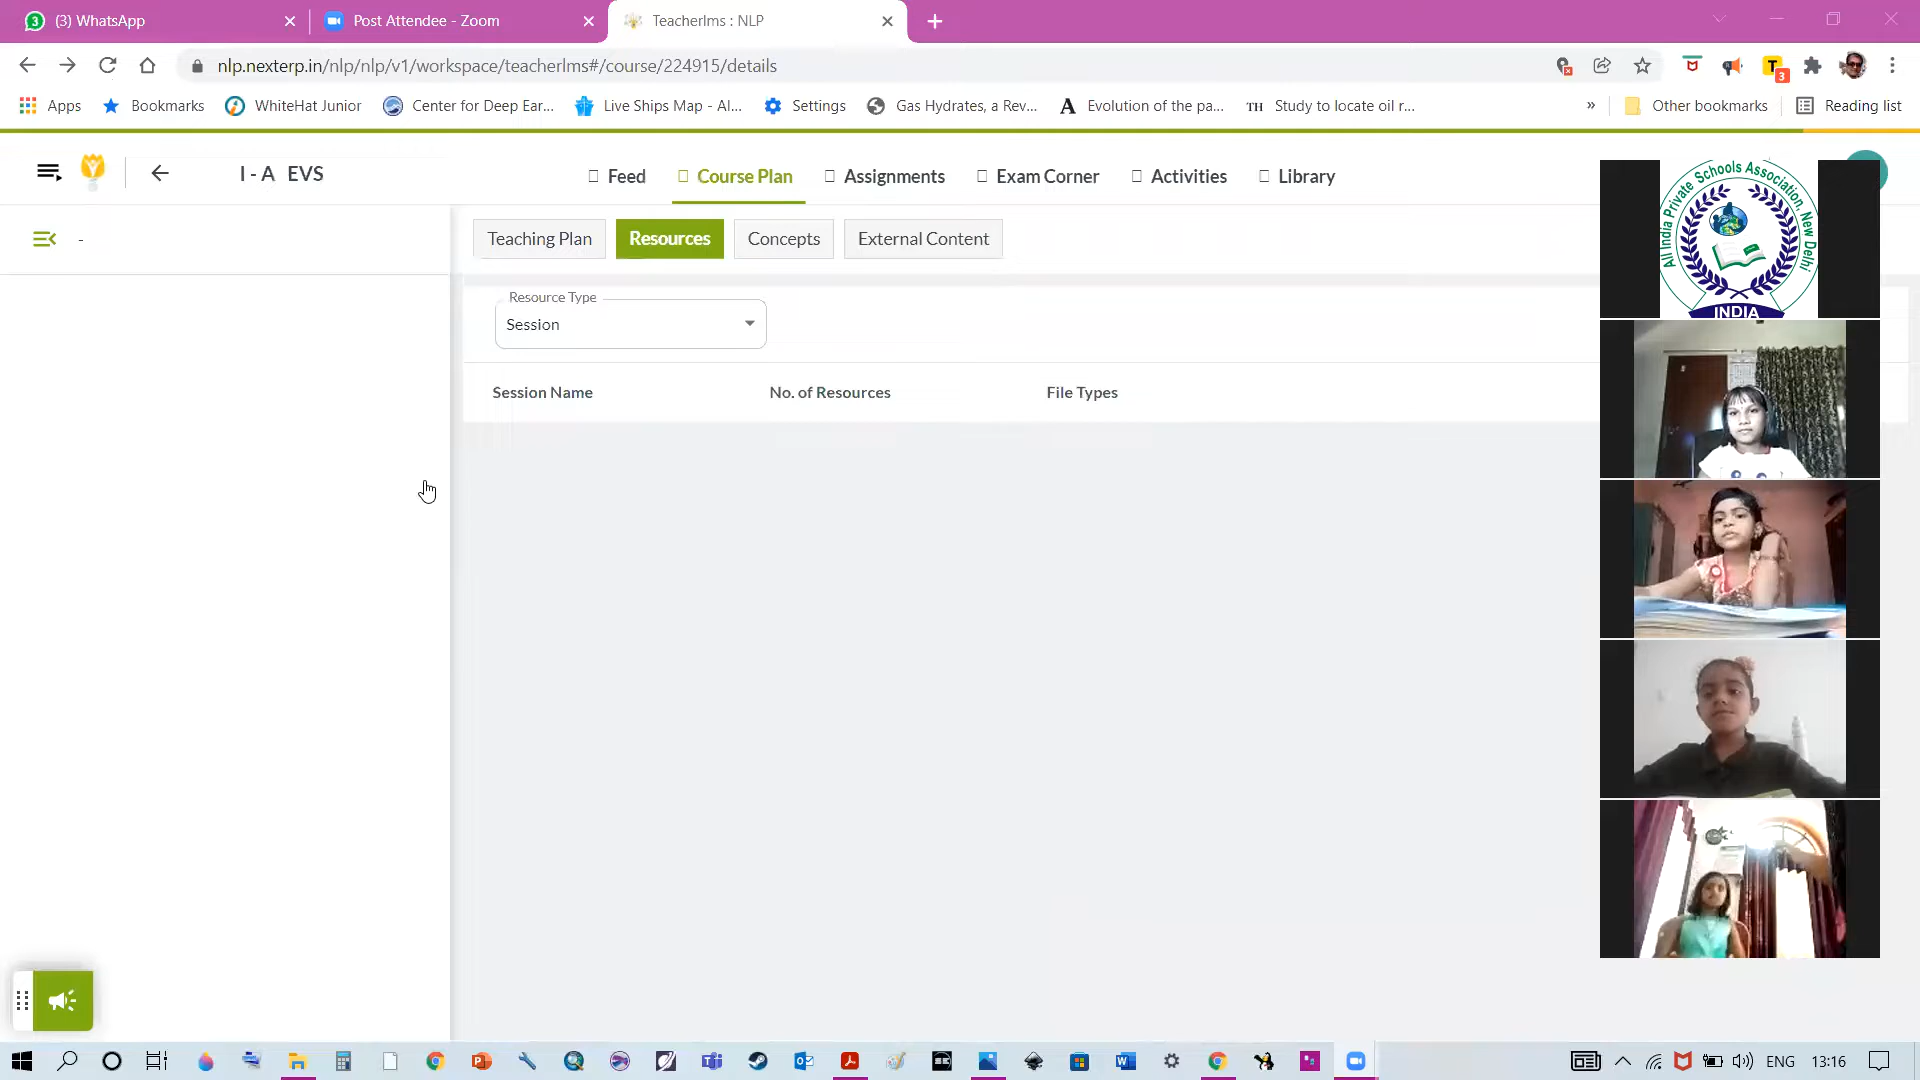 (3) WhatsApp
Post Attendee - Zoom
Teacherlms : NLP
nlp.nexterp.in/nlp/nlp/v1/workspace/teacherlms#/course/224915/details
3
Apps
Bookmarks
WhiteHat Junior
Center for Deep Ear...
Live Ships Map - AI...
Settings
Gas Hydrates, a Rev...
A Evolution of the pa...
TH Study to locate oil r...
»
Other bookmarks
Reading list
I - A EVS
Feed
Course Plan
Assignments
Exam Corner
Activities
Library
-
Teaching Plan
Resources
Concepts
External Content
Resource Type
Session
Session Name
No. of Resources
File Types
All India Private Schools Association, New Delhi
INDIA
ENG
13:16